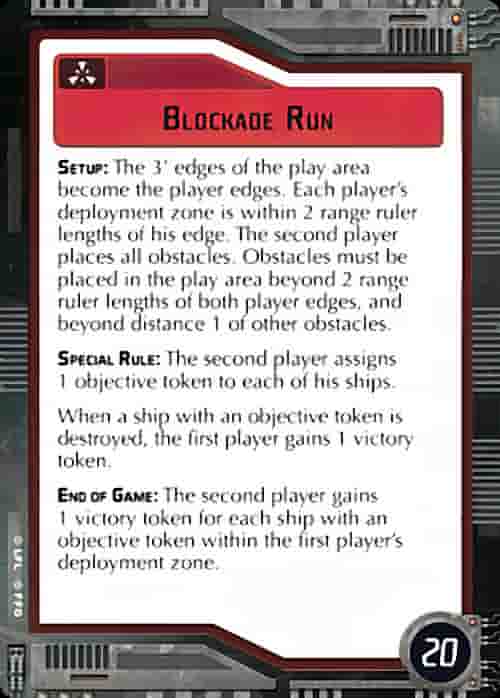 Blockade Run
Setup: The 3' edges of the play area
become the player edges. Each player's
deployment zone is within 2 range ruler
lengths of his edge. The second player
places all obstacles. Obstacles must be
placed in the play area beyond 2 range
ruler lengths of both player edges, and
beyond distance 1 of other obstacles.
Special Rule: The second player assigns
1 objective token to each of his ships.
When a ship with an objective token is
destroyed, the first player gains 1 victory
token.
End of Game: The second player gains
1 victory token for each ship with an
objective token within the first player's
deployment zone.
© LFL © FFG
20